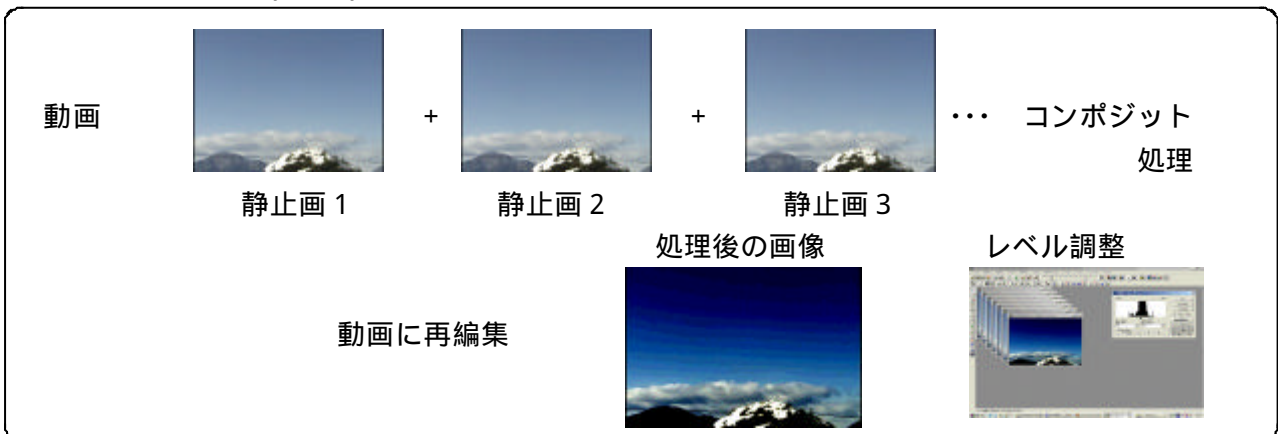 動画 + + ・・・ コンポジット
処理
静止画1 静止画2 静止画3
処理後の画像 レベル調整
動画に再編集